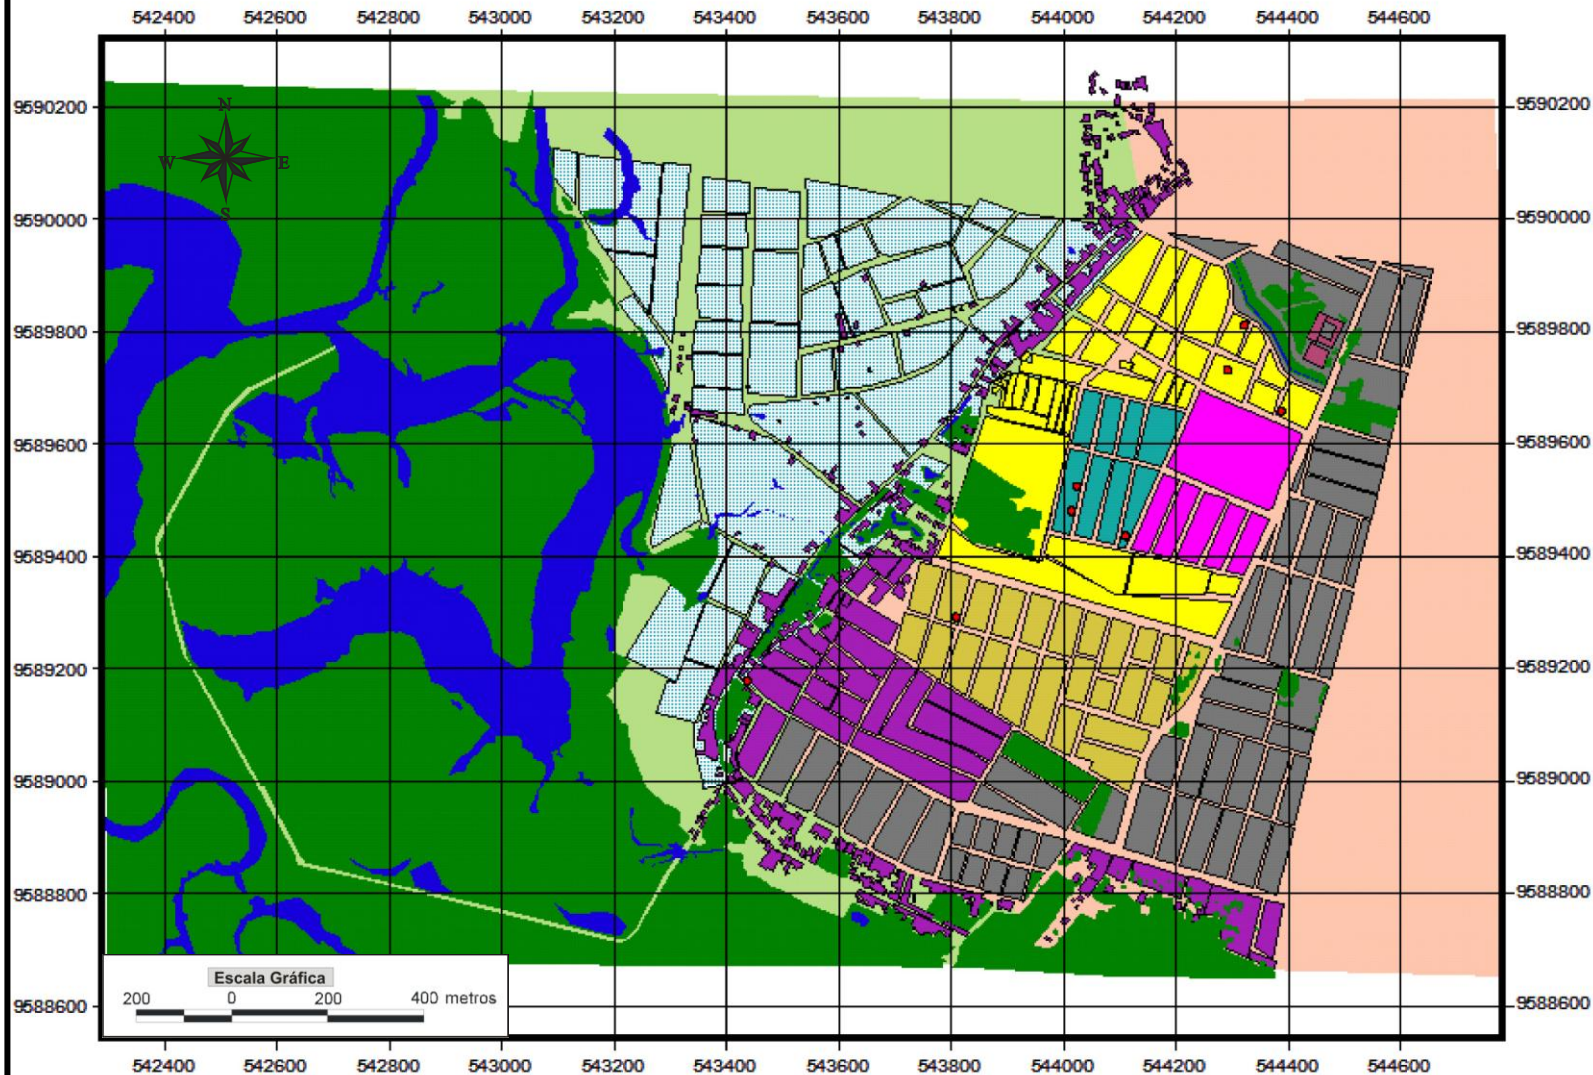 542400 542600 542800 543000 543200 543400 543600 543800 544000 544200 544400 544600
9590200 9590200
N
W E
S
9590000 9590000
9589800 9589800
9589600 9589600
9589400 9589400
9589200 9589200
9589000 9589000
9588800 9588800
Escala Gráfica
200 0 200 400 metros
9588600 9588600
542400 542600 542800 543000 543200 543400 543600 543800 544000 544200 544400 544600